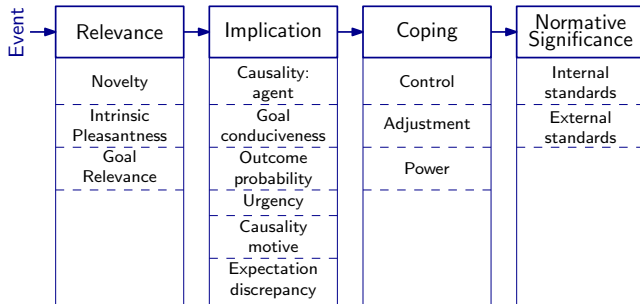 Event
Relevance
Novelty
Intrinsic
Pleasantness
Goal
Relevance
Implication
Causality:
agent
Goal
conduciveness
Outcome
probability
Urgency
Causality
motive
Expectation
discrepancy
Coping
Control
Adjustment
Power
Normative
Significance
Internal
standards
External
standards